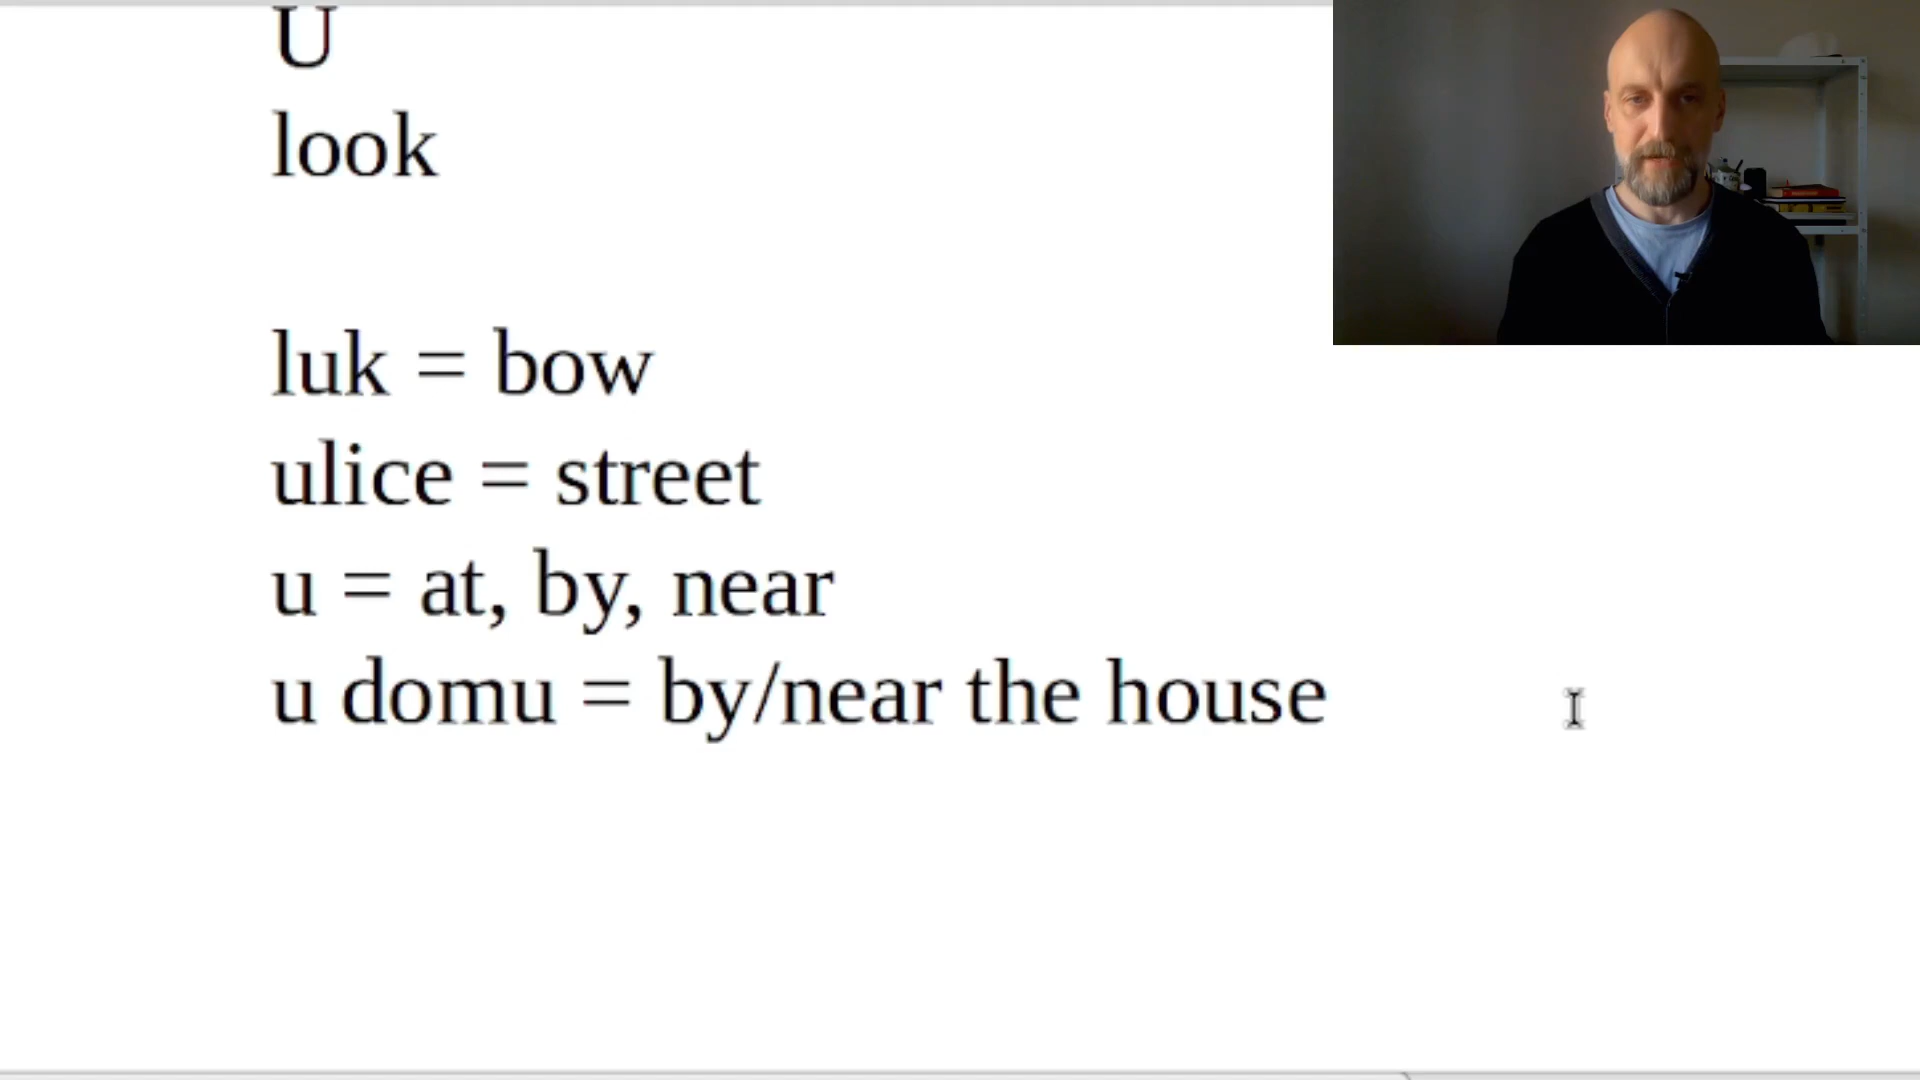 U
look
luk = bow
ulice = street
u = at, by, near
u domu = by/near the house